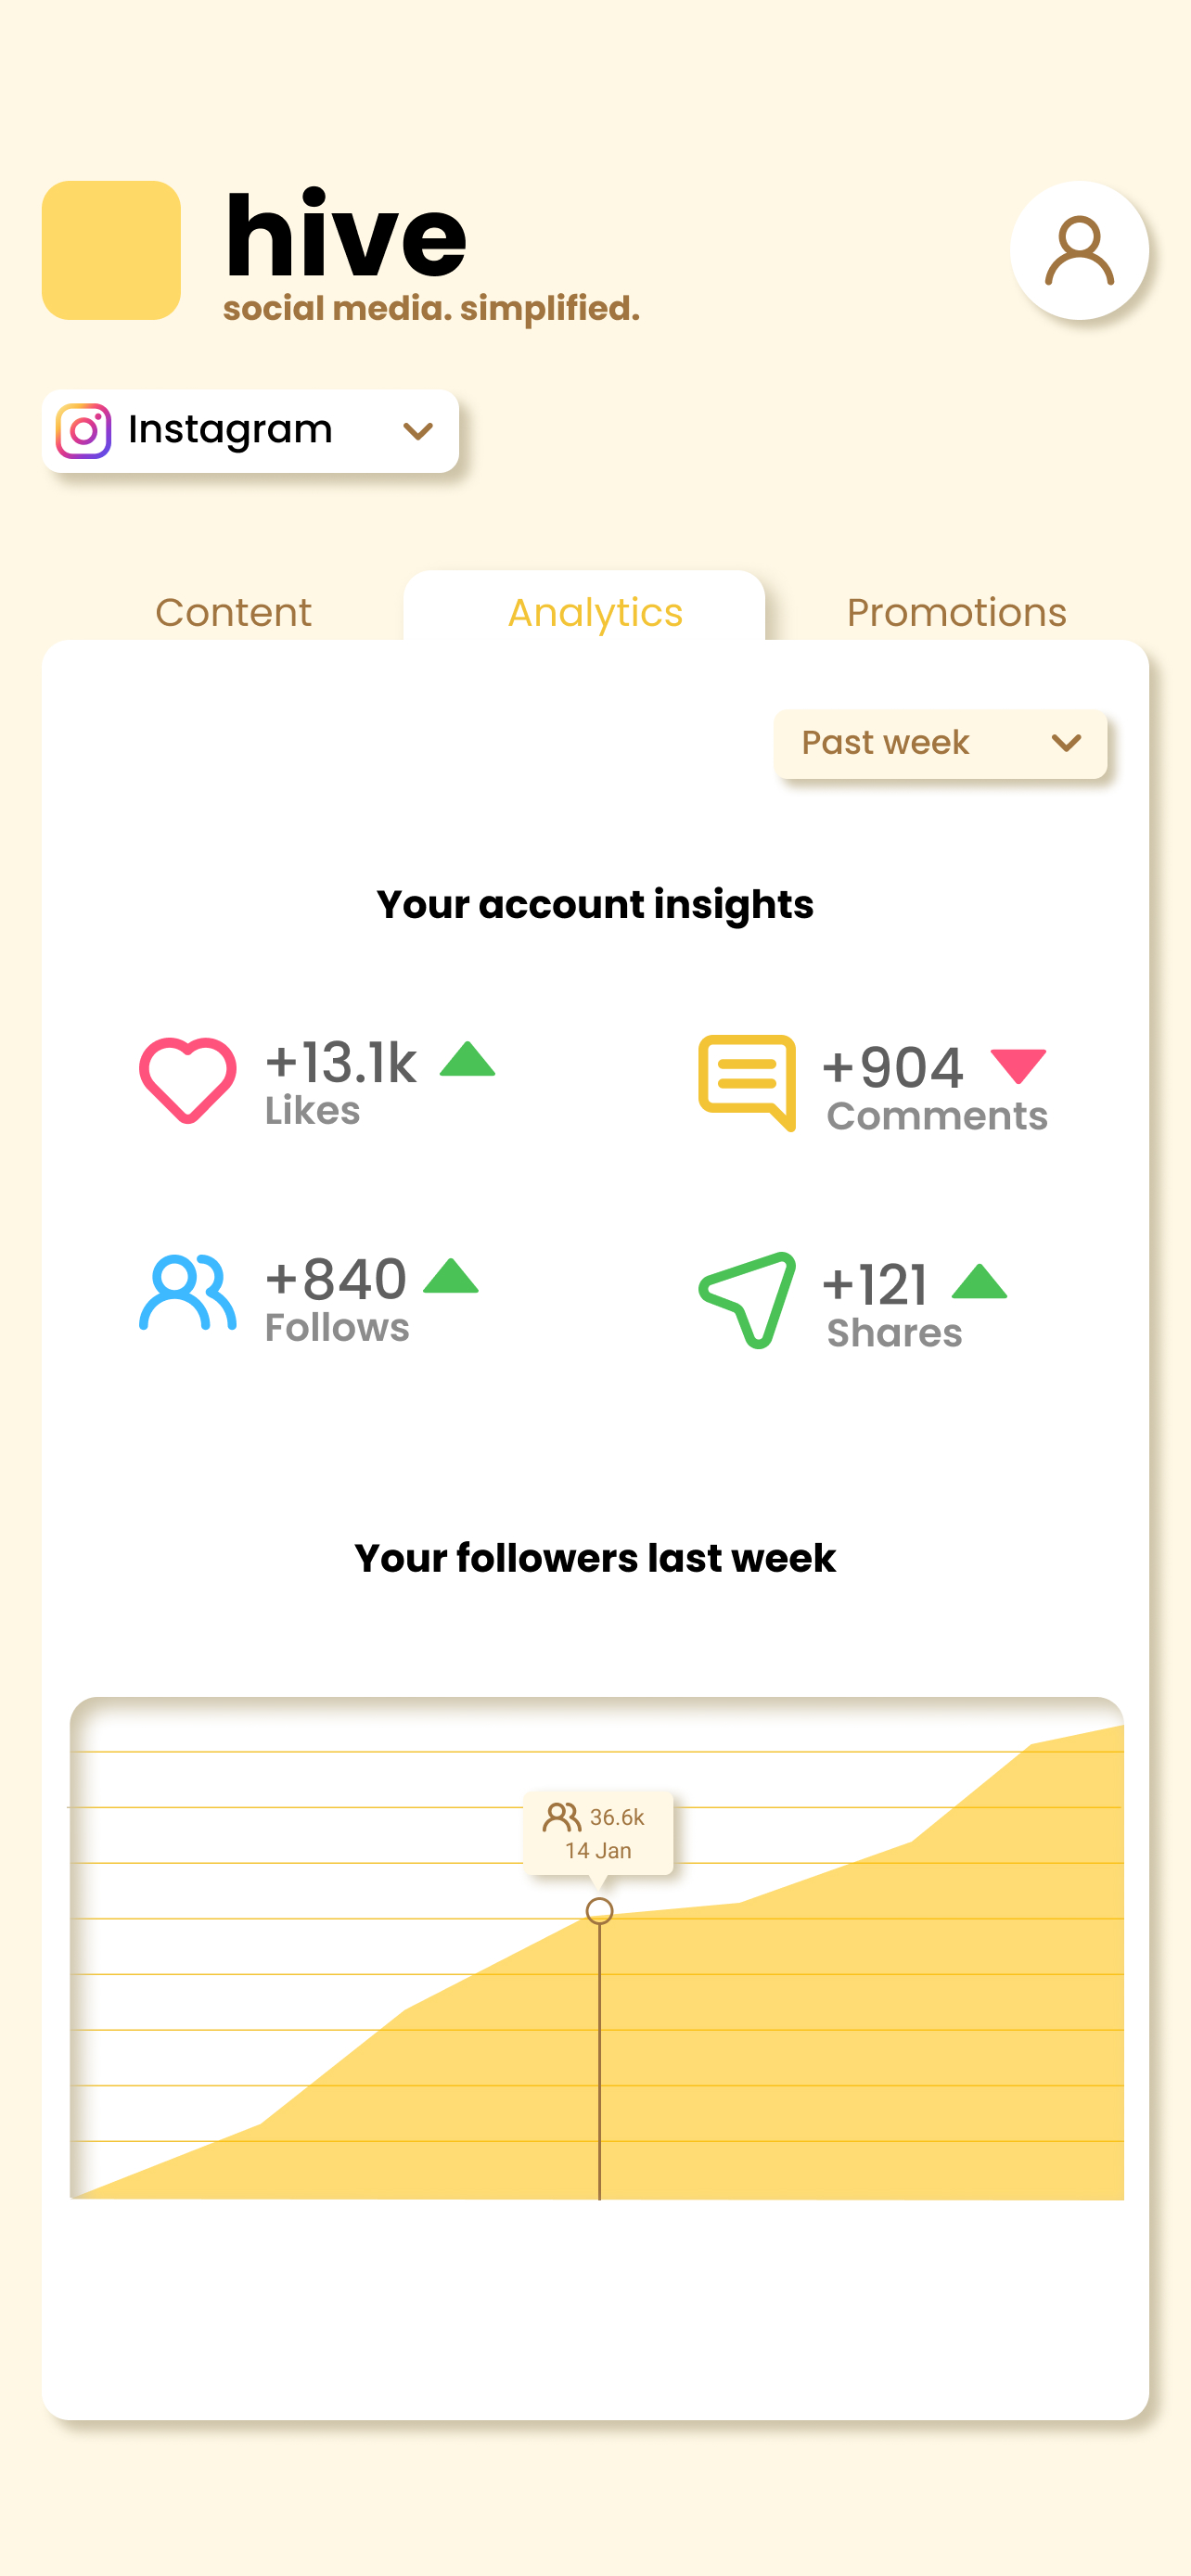 hive
social media. simplified.
Instagram
Content Analytics Promotions
Past week
Your account insights
+13.1k
Likes
+904
Comments
+840
Follows
+121
Shares
Your followers last week
36.6k
14 Jan